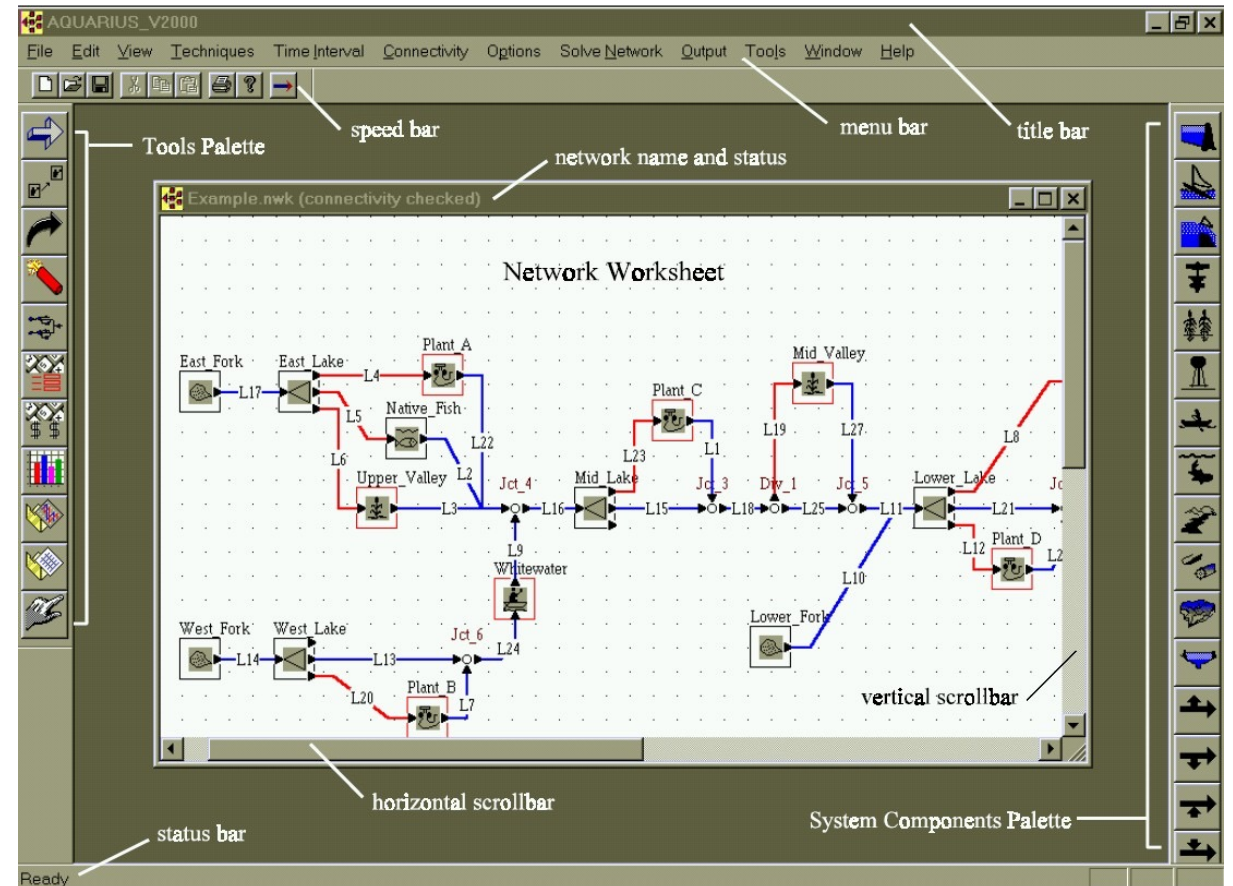 AQUARIUS_V2000
File Edit View Techniques Time Interval Connectivity Options Solve Network Output Tools Window Help
speed bar
menu bar
title bar
Tools Palette
network name and status
Example.nwk (connectivity checked)
Network Worksheet
Plant_A
Mid_Valley
East_Fork
East_Lake
L4
Plant_C
L17
L5
Native_Fish
L22
L23
L1
L19
L27
L8
L6
L2
Upper_Valley
Jct_4
Mid_Lake
Jct_3
Div_1
Jct_5
Lower_Lake
Jc
L3
L16
L15
L18
L25
L11
L21
L9
L12
Plant_D
L2
Whitewater
L10
Lower_Fork
West_Fork
West_Lake
Jct_6
L24
L14
L13
Plant_B
L20
L7
vertical scrollbar
horizontal scrollbar
System Components Palette
status bar
Ready